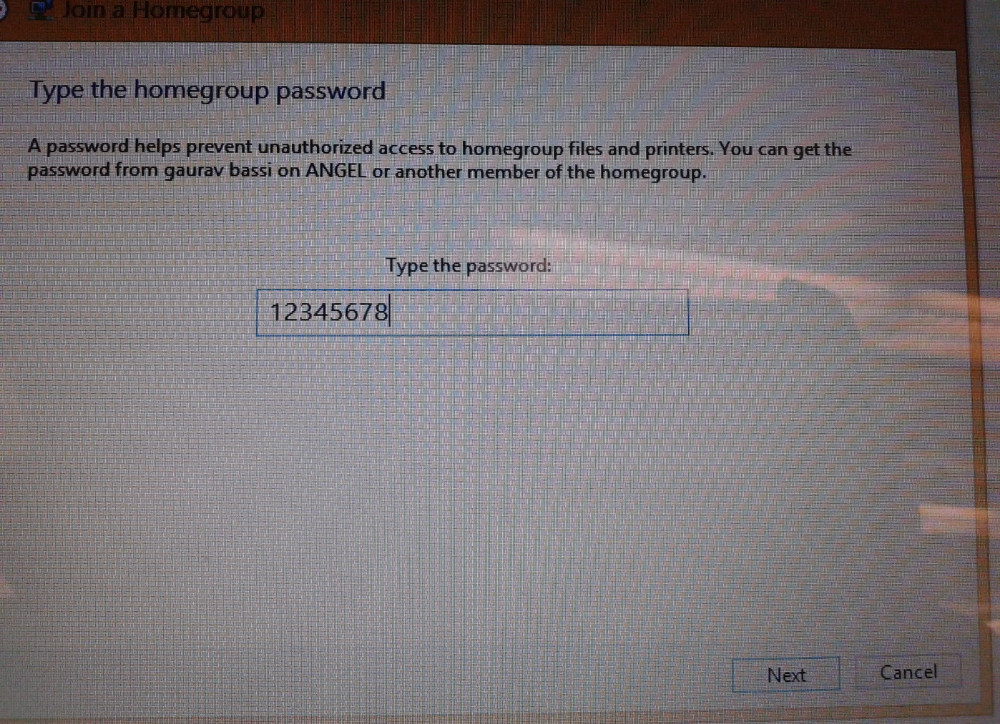 Join a Homegroup
Type the homegroup password
A password helps prevent unauthorized access to homegroup files and printers. You can get the
password from gaurav bassi on ANGEL or another member of the homegroup.
Type the password:
12345678
Next
Cancel